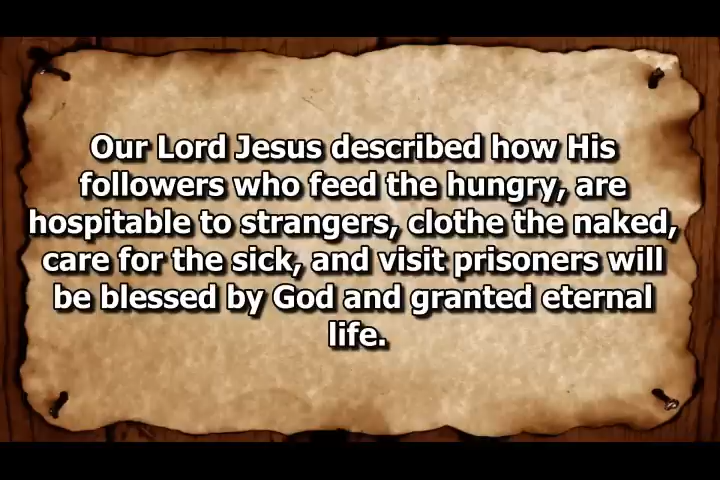 Our Lord Jesus described how His
followers who feed the hungry, are
hospitable to strangers, clothe the naked,
care for the sick, and visit prisoners will
be blessed by God and granted eternal
life.